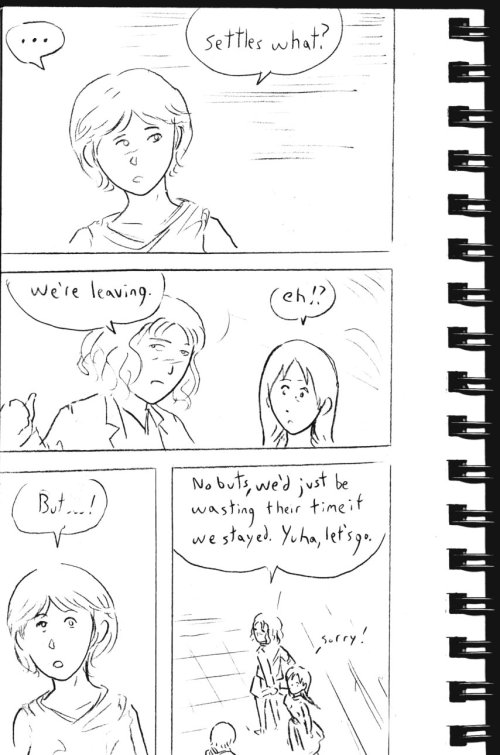 ...
settles what?
we're leaving.
eh!?
But...!
No buts, we'd just be
wasting their time if
we stayed. Yuha, let's go.
sorry!